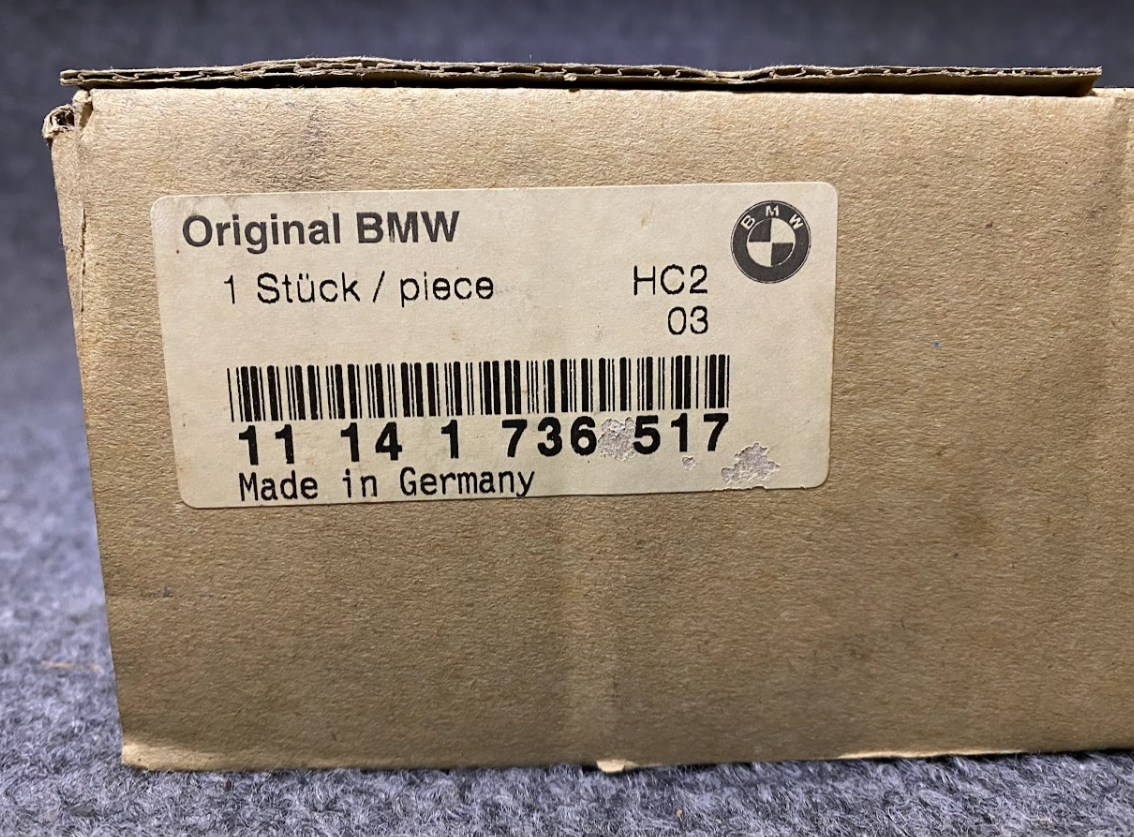 Original BMW
BMW
1 Stück / piece
HC2
03
11 14 1 736 517
Made in Germany